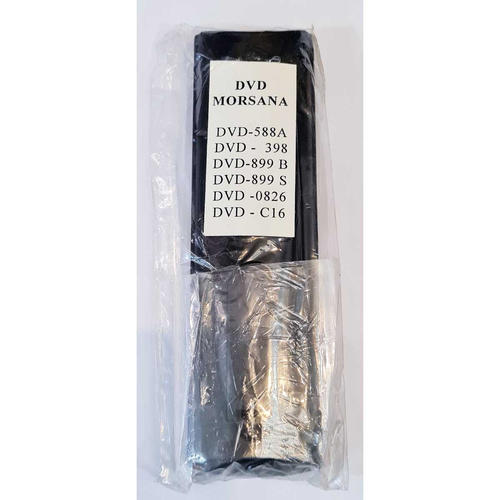 DVD
MORSANA
DVD-588A
DVD - 398
DVD-899 B
DVD-899 S
DVD -0826
DVD - C16